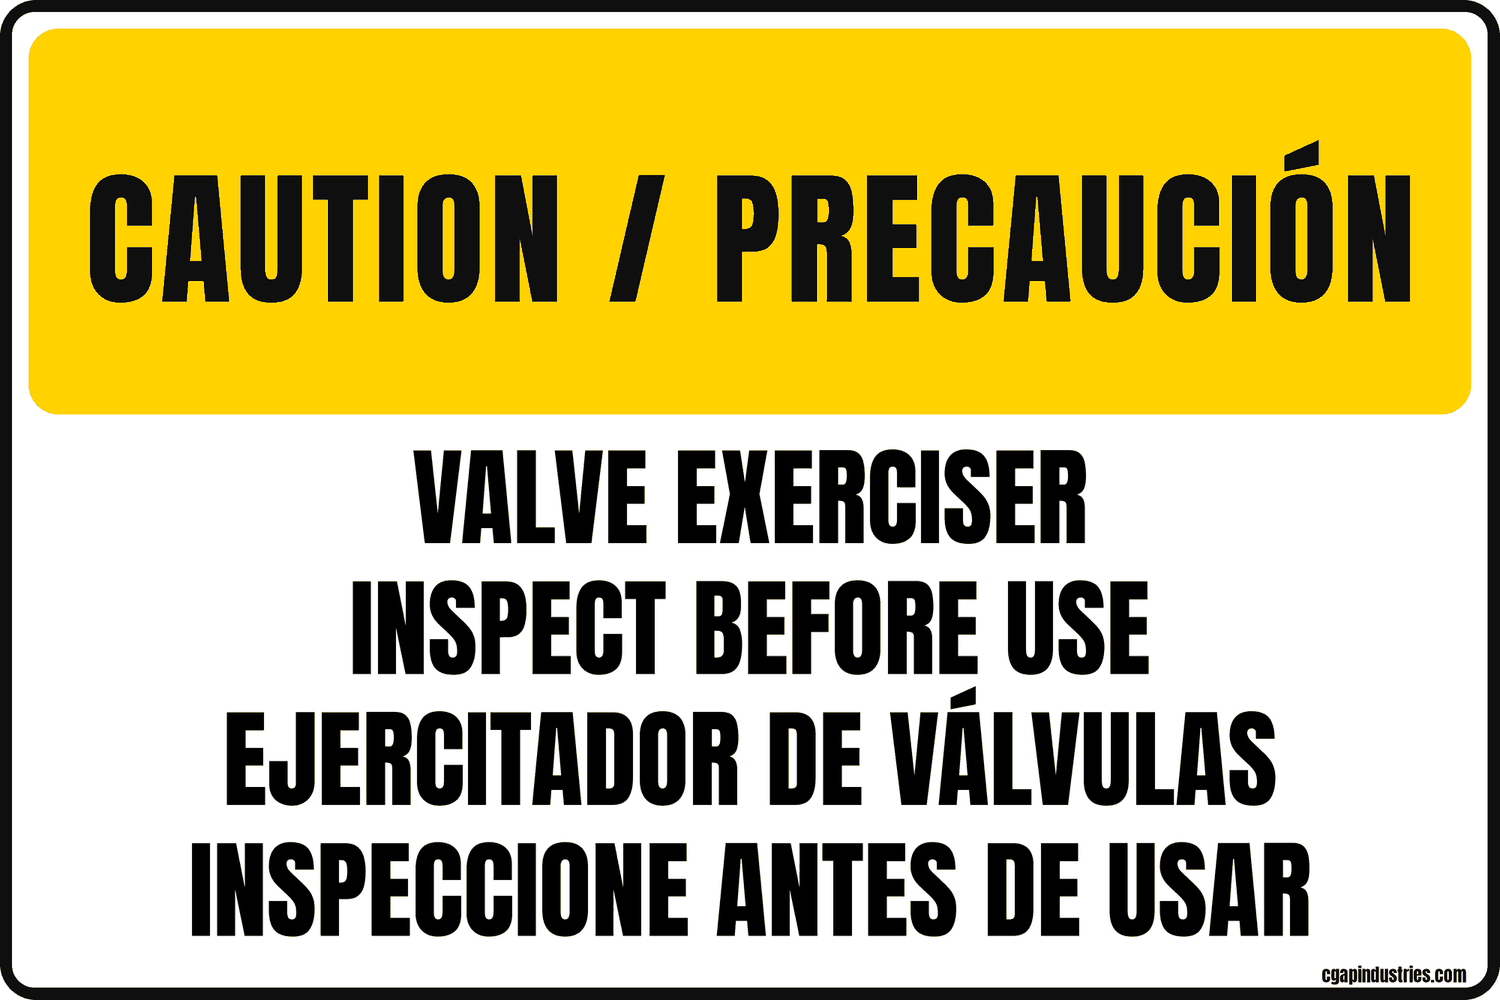 CAUTION / PRECAUCIÓN
VALVE EXERCISER
INSPECT BEFORE USE
EJERCITADOR DE VÁLVULAS
INSPECCIONE ANTES DE USAR
cgapindustries.com